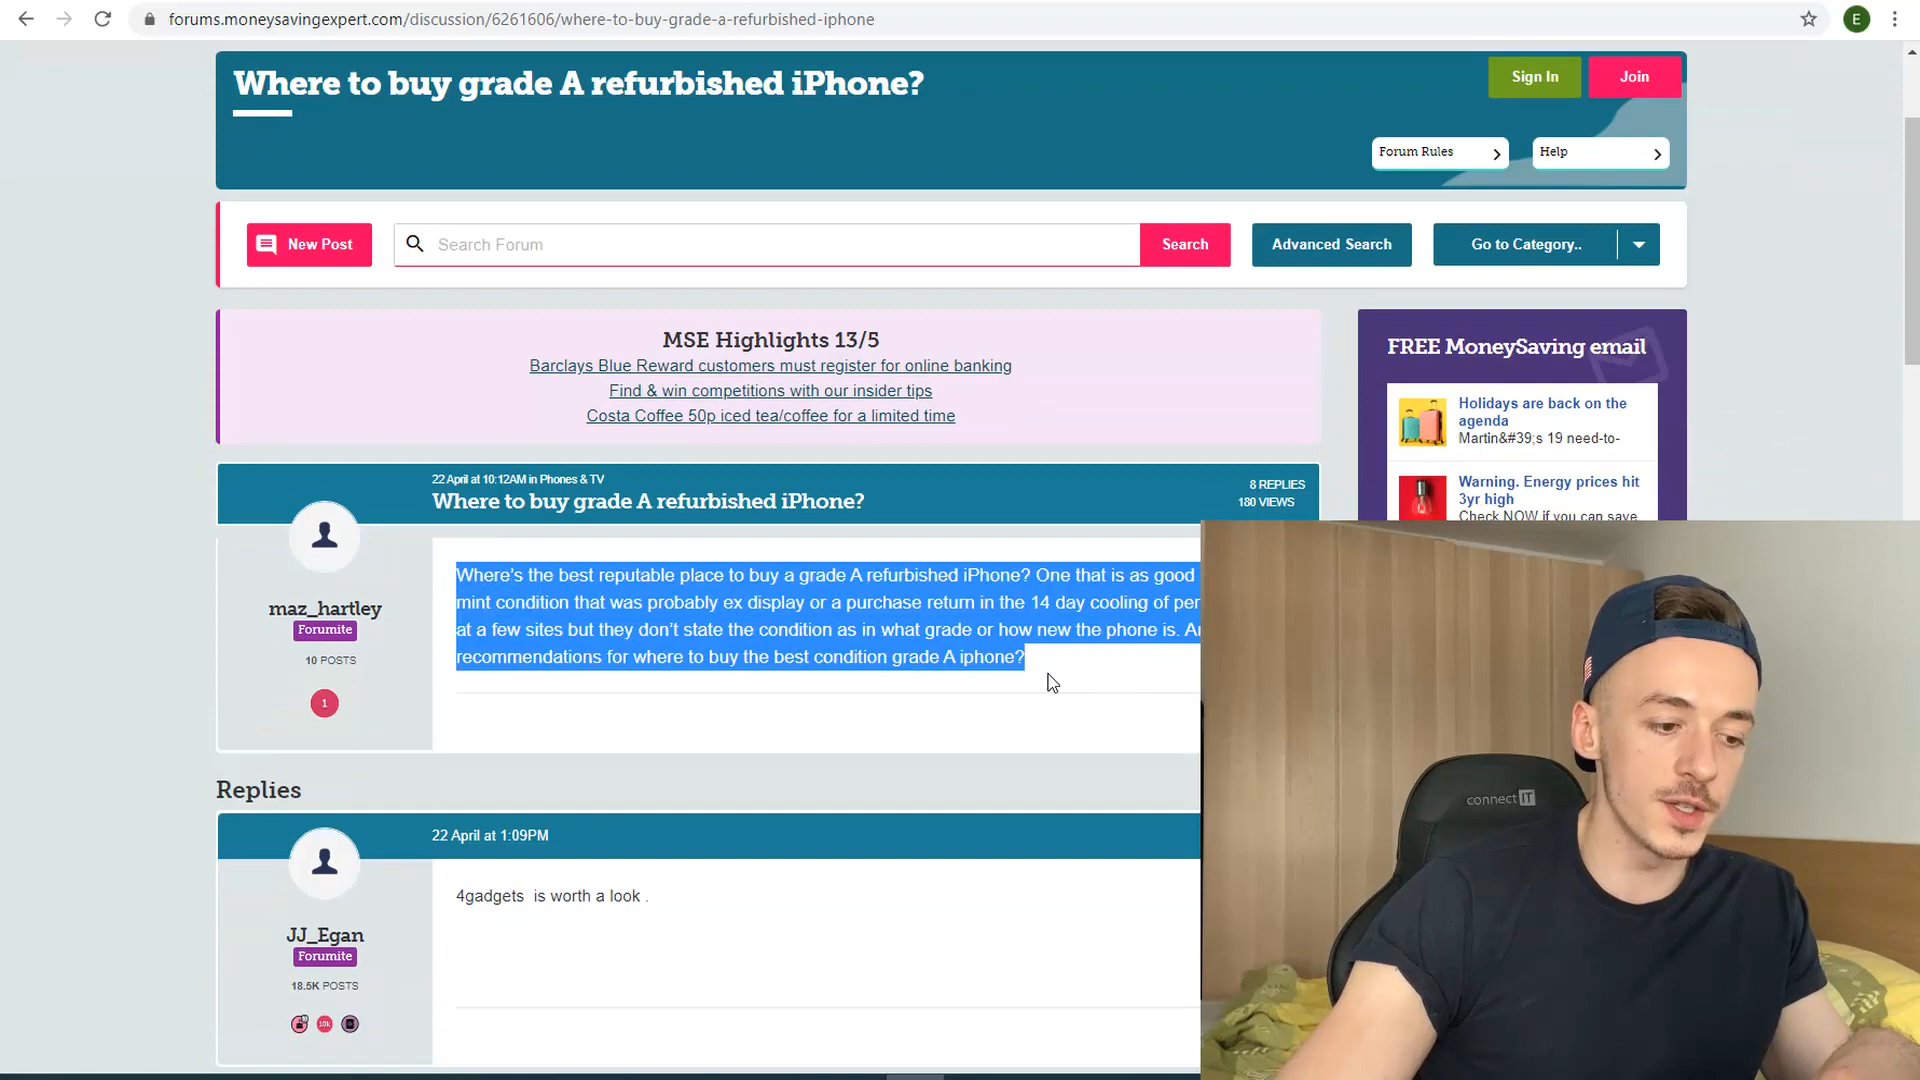 forums.moneysavingexpert.com/discussion/6261606/where-to-buy-grade-a-refurbished-iphone
E
Where to buy grade A refurbished iPhone?
Sign In
Join
Forum Rules
Help
New Post
Search Forum
Search
Advanced Search
Go to Category..
MSE Highlights 13/5
Barclays Blue Reward customers must register for online banking
Find & win competitions with our insider tips
Costa Coffee 50p iced tea/coffee for a limited time
FREE MoneySaving email
Holidays are back on the
agenda
Martin&#39;s 19 need-to-
Warning. Energy prices hit
3yr high
Check NOW if you can save
22 April at 10:12AM in Phones & TV
Where to buy grade A refurbished iPhone?
8 REPLIES
180 VIEWS
maz_hartley
Forumite
10 POSTS
1
Where's the best reputable place to buy a grade A refurbished iPhone? One that is as good
mint condition that was probably ex display or a purchase return in the 14 day cooling of
at a few sites but they don't state the condition as in what grade or how new the phone is.
recommendations for where to buy the best condition grade A iphone?
Replies
22 April at 1:09PM
JJ_Egan
Forumite
18.5K POSTS
10k
4gadgets is worth a look .
connect IT